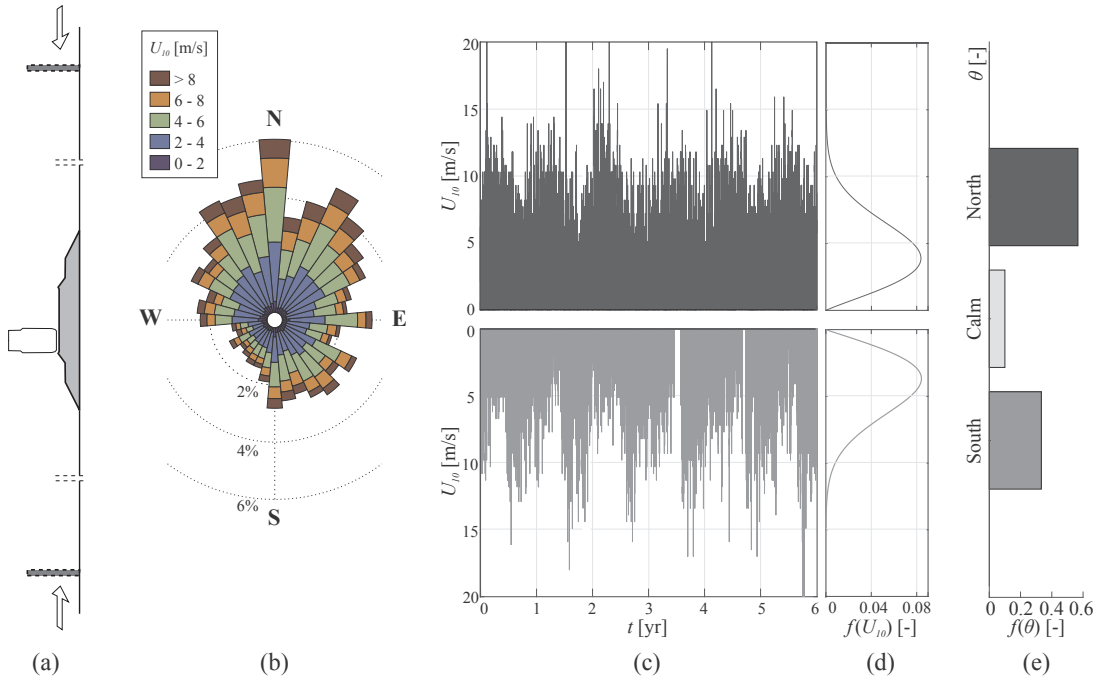 U10 [m/s]
> 8
6 - 8
4 - 6
2 - 4
0 - 2
N
W
E
S
2%
4%
6%
20
15
10
5
0
U10 [m/s]
0
5
10
15
20
U10 [m/s]
0 1 2 3 4 5 6
t [yr]
0 0.04 0.08
f(U10) [-]
θ [-]
North
Calm
South
0 0.2 0.4 0.6
f(θ) [-]
(a) (b) (c) (d) (e)